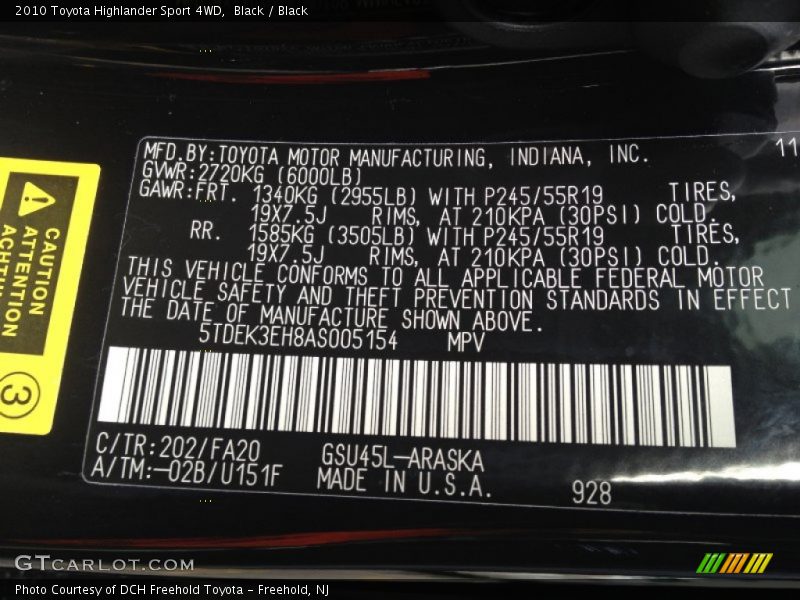 2010 Toyota Highlander Sport 4WD,  Black / Black
11
MFD.BY:TOYOTA MOTOR MANUFACTURING, INDIANA, INC.
GVWR:2720KG (6000LB)
GAWR:FRT. 1340KG (2955LB) WITH P245/55R19 TIRES,
19X7.5J RIMS, AT 210KPA (30PSI) COLD.
RR. 1585KG (3505LB) WITH P245/55R19 TIRES,
19X7.5J RIMS, AT 210KPA (30PSI) COLD.
THIS VEHICLE CONFORMS TO ALL APPLICABLE FEDERAL MOTOR
VEHICLE SAFETY AND THEFT PREVENTION STANDARDS IN EFFECT
THE DATE OF MANUFACTURE SHOWN ABOVE.
5TDEK3EH8AS005154 MPV
C/TR:202/FA20 GSU45L-ARASKA
A/TM:-02B/U151F MADE IN U.S.A.
928
CAUTION
ATTENTION
3
GTCARLOT.COM
Photo Courtesy of DCH Freehold Toyota - Freehold, NJ